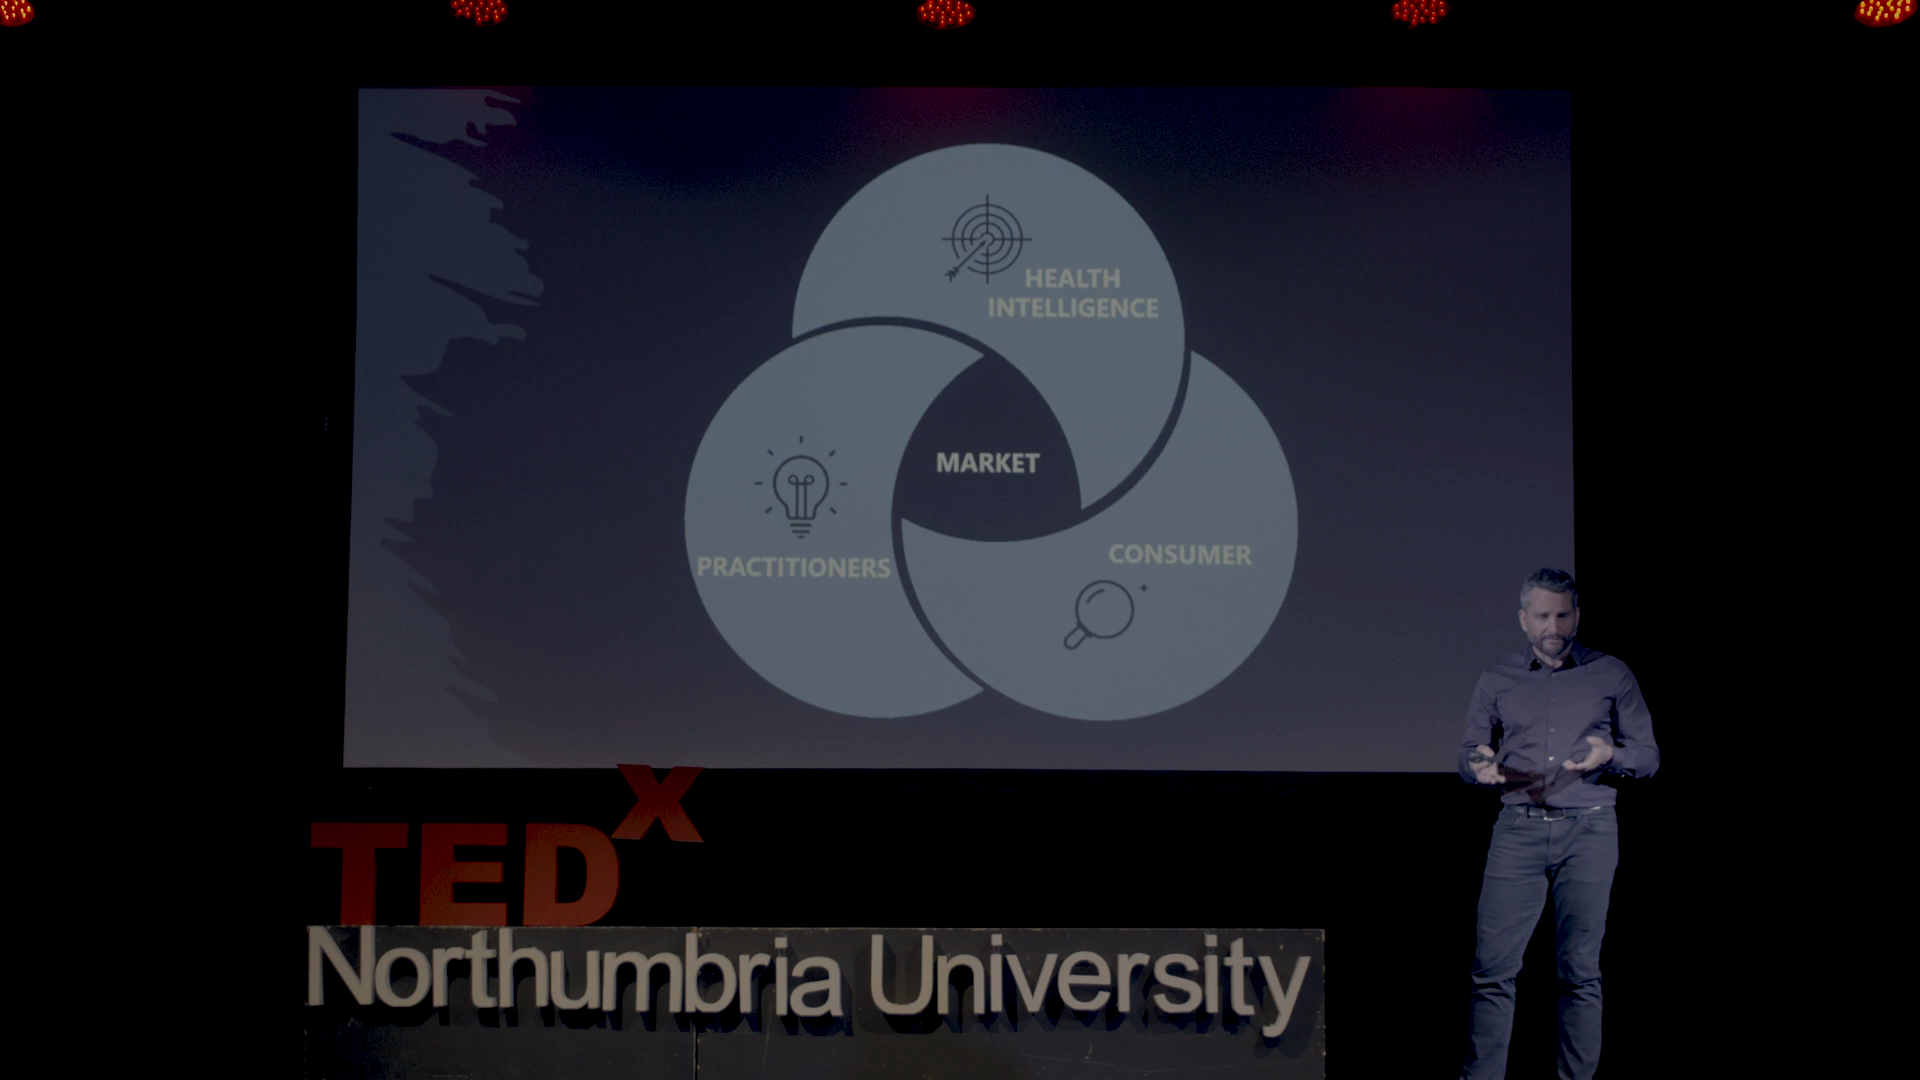 HEALTH
INTELLIGENCE
MARKET
PRACTITIONERS
CONSUMER
TEDx
Northumbria University